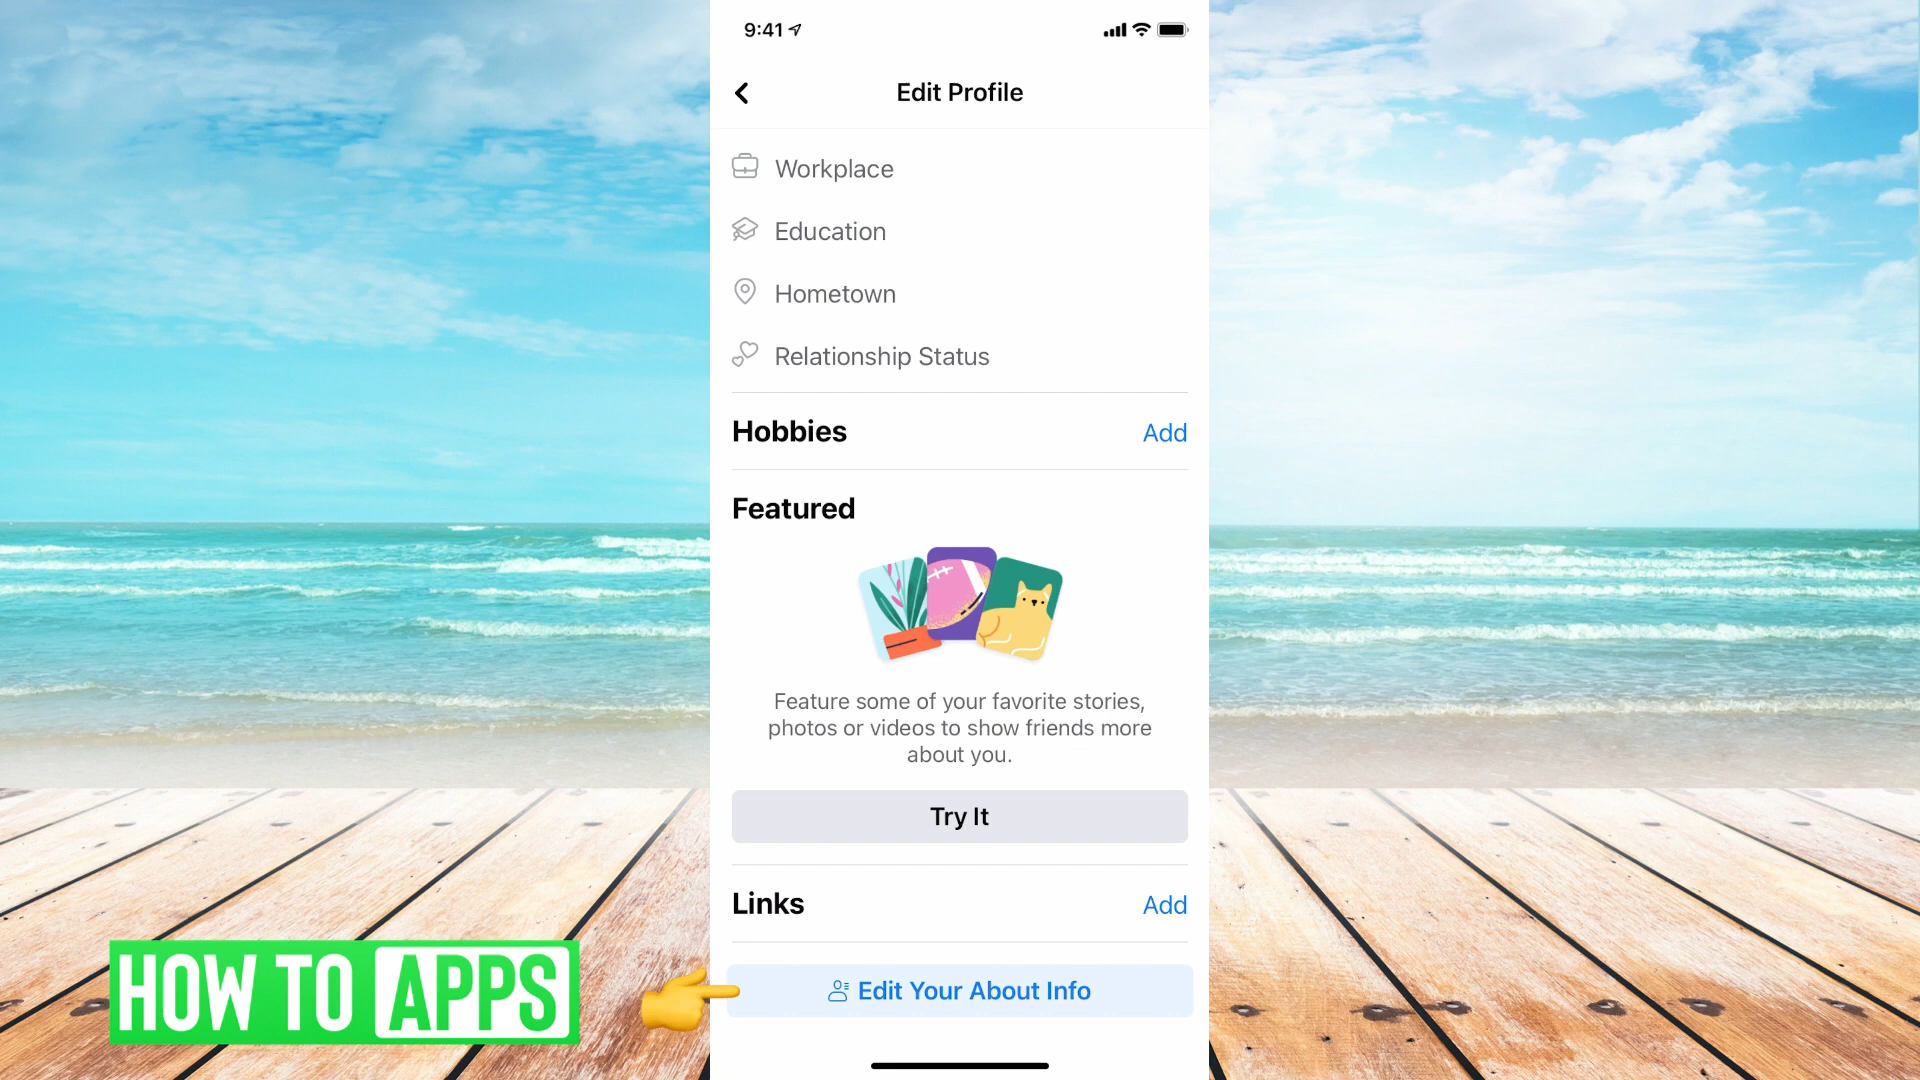 9:41
Edit Profile
Workplace
Education
Hometown
Relationship Status
Hobbies
Add
Featured
Feature some of your favorite stories,
photos or videos to show friends more
about you.
Try It
Links
Add
Edit Your About Info
HOW TO APPS